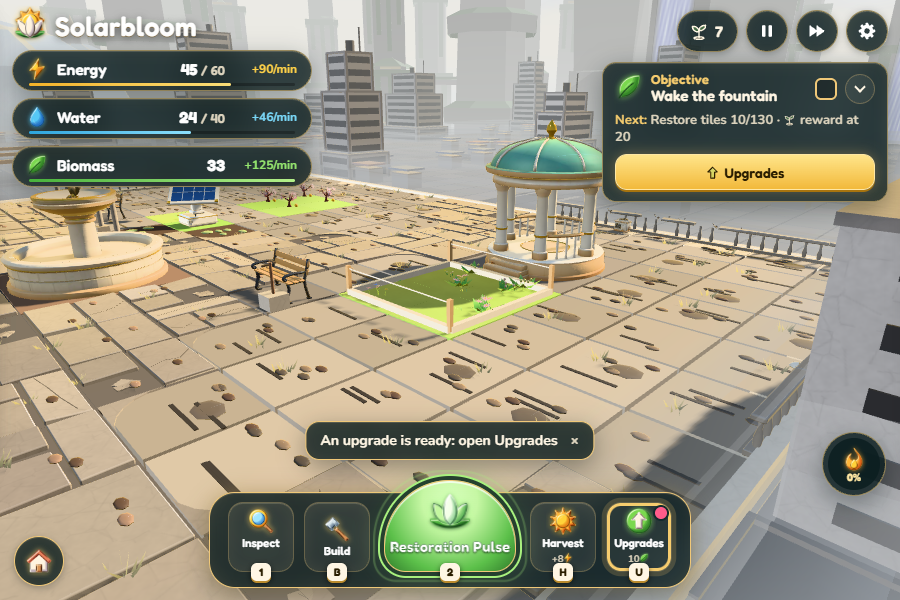 Solarbloom
Energy 45 / 60 +90/min
Water 24 / 40 +46/min
Biomass 33 +125/min
7
Objective
Wake the fountain
Next: Restore tiles 10/130 · reward at
20
Upgrades
An upgrade is ready: open Upgrades ×
0%
Inspect
Build
Restoration Pulse
Harvest
Upgrades
+8
10
1
B
2
H
U